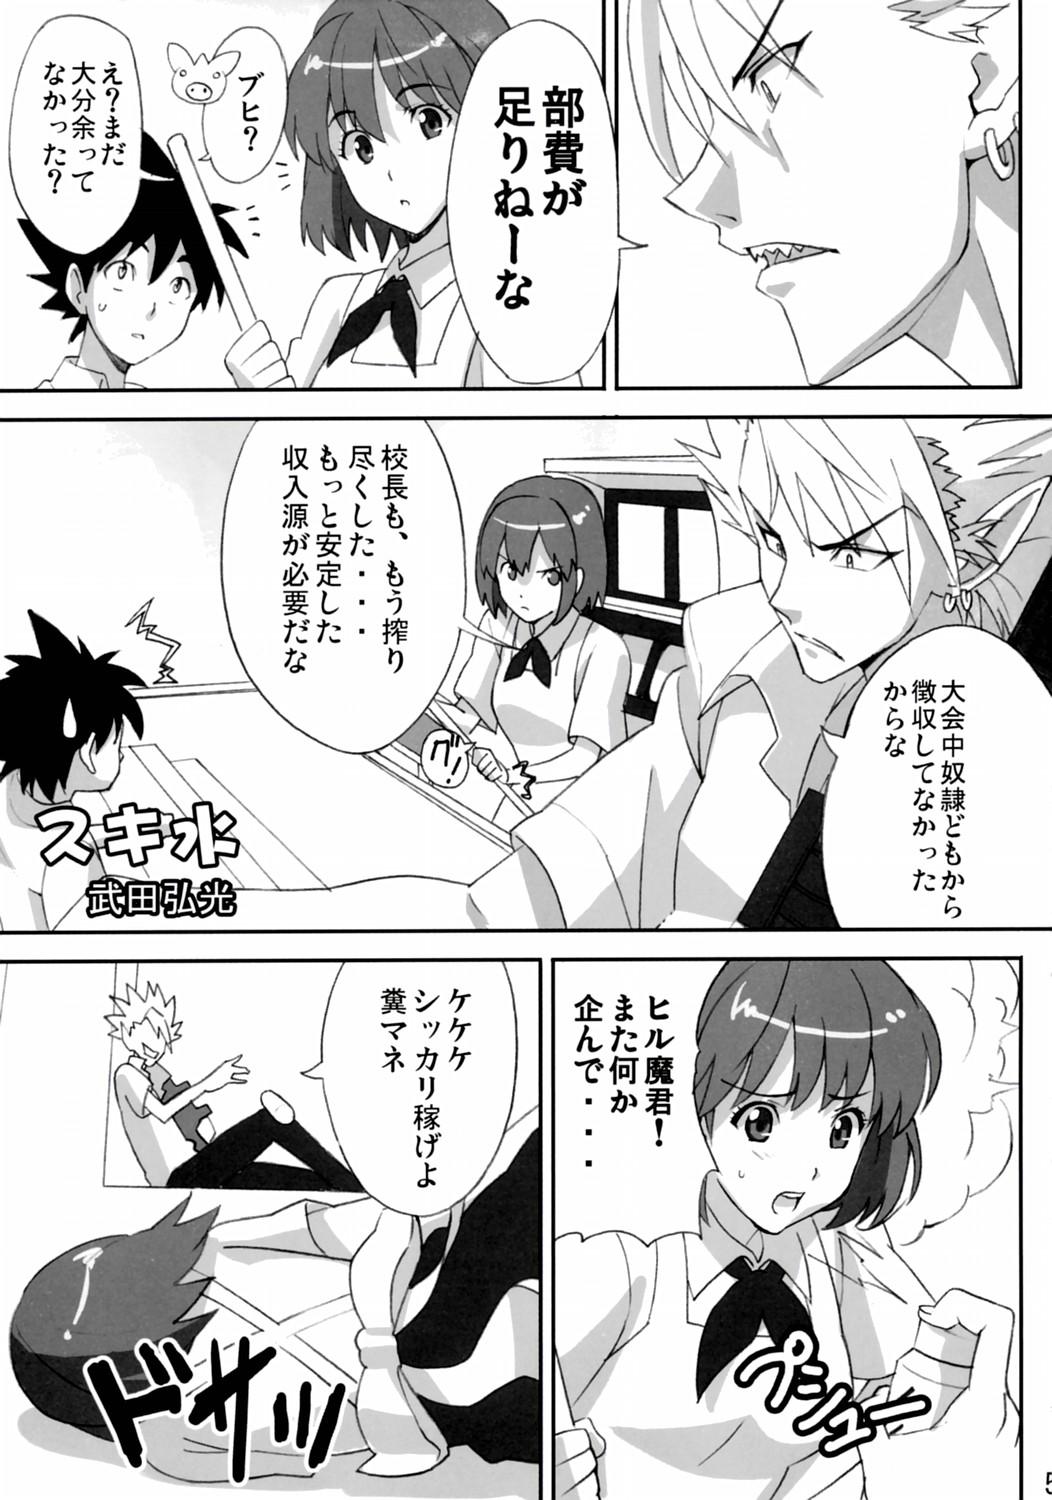 部費が
足りねーな
ブヒ?
え?まだ
大分余って
なかった?
大会中奴隷どもから
徴収してなかった
からな
校長も、もう搾り
尽くした・・・
もっと安定した
収入源が必要だな
グ!
スキ水
武田弘光
ヒル魔君!
また何か
企んで・・・
プシュー
ケケケ
シッカリ稼げよ
糞マネ
ドサッ
5